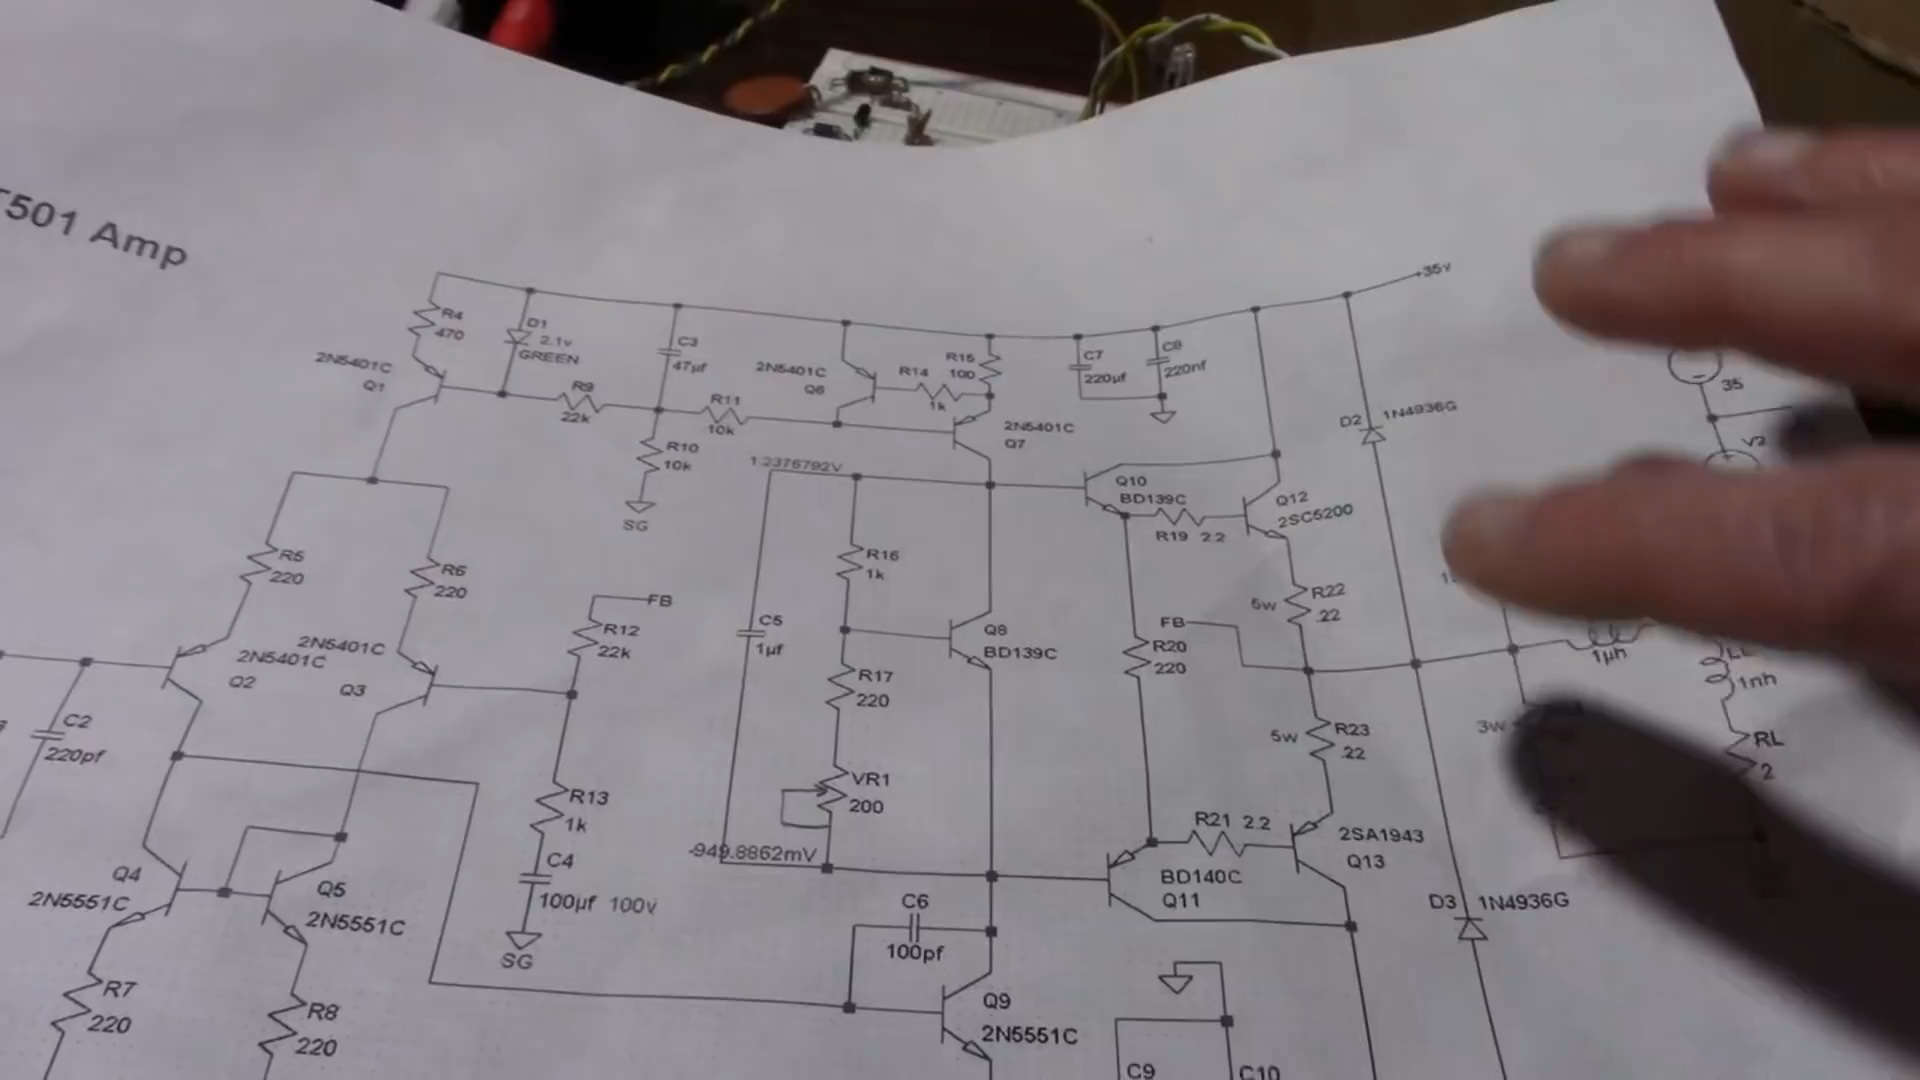 T501 Amp
+35v
R4
470
D1
2.1v
GREEN
C3
47µf
2N5401C
Q1
R9
22k
R11
10k
R10
10k
SG
2N5401C
Q6
R14
1k
R15
100
2N5401C
Q7
C7
220µf
C8
220nf
D2
1N4936G
35
V2
1.2376792V
Q10
BD139C
R19 2.2
Q12
2SC5200
R5
220
R6
220
FB
R12
22k
C5
1µf
R16
1k
Q8
BD139C
R17
220
FB
R20
220
5w
R22
.22
1µh
1nh
2N5401C
Q2
2N5401C
Q3
C2
220pf
5w
R23
.22
3w
RL
2
R13
1k
C4
100µf 100v
SG
VR1
200
-949.8862mV
R21 2.2
2SA1943
Q13
BD140C
Q11
D3 1N4936G
Q4
2N5551C
Q5
2N5551C
C6
100pf
R7
220
R8
220
Q9
2N5551C
C9
C10